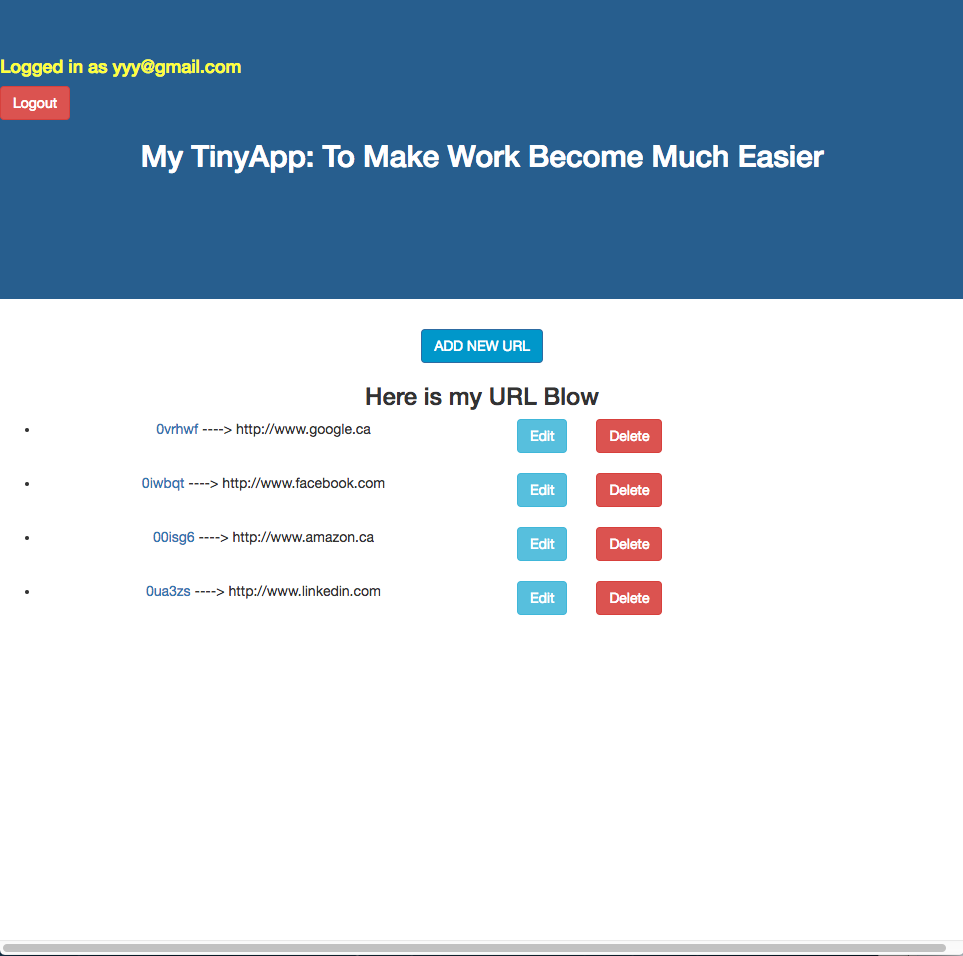 Logged in as yyy@gmail.com
Logout
My TinyApp: To Make Work Become Much Easier
ADD NEW URL
Here is my URL Blow
• 0vrhwf ----> http://www.google.ca Edit Delete
• 0iwbqt ----> http://www.facebook.com Edit Delete
• 00isg6 ----> http://www.amazon.ca Edit Delete
• 0ua3zs ----> http://www.linkedin.com Edit Delete